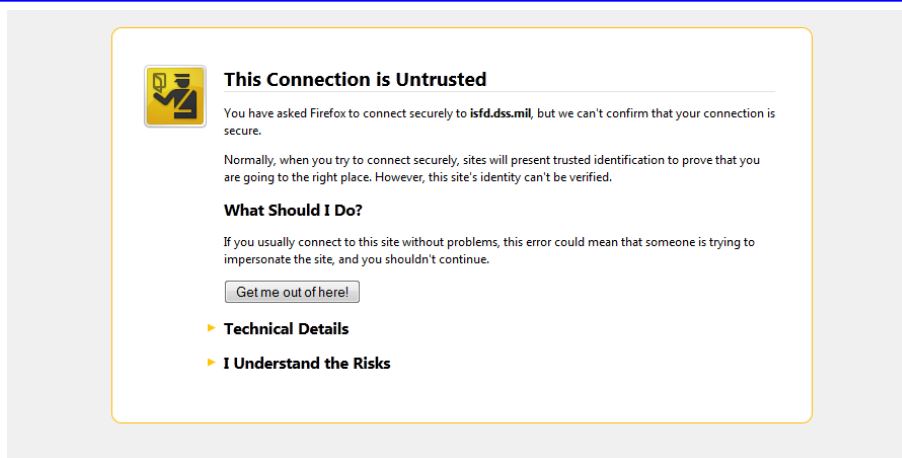 This Connection is Untrusted
You have asked Firefox to connect securely to isfd.dss.mil, but we can't confirm that your connection is
secure.
Normally, when you try to connect securely, sites will present trusted identification to prove that you
are going to the right place. However, this site's identity can't be verified.
What Should I Do?
If you usually connect to this site without problems, this error could mean that someone is trying to
impersonate the site, and you shouldn't continue.
Get me out of here!
Technical Details
I Understand the Risks